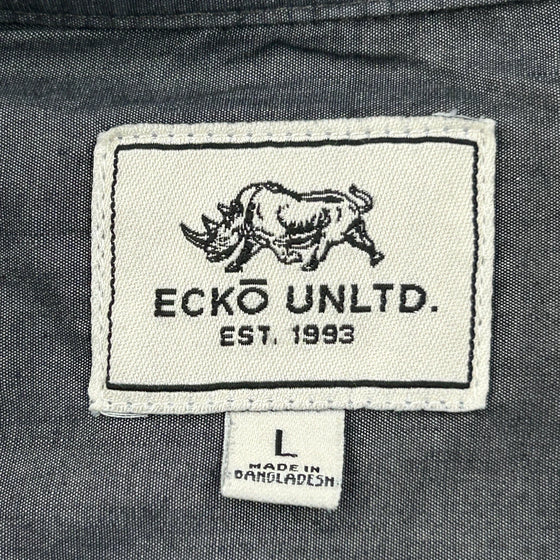 ECKŌ UNLTD.
EST. 1993
L
MADE IN
BANGLADESH